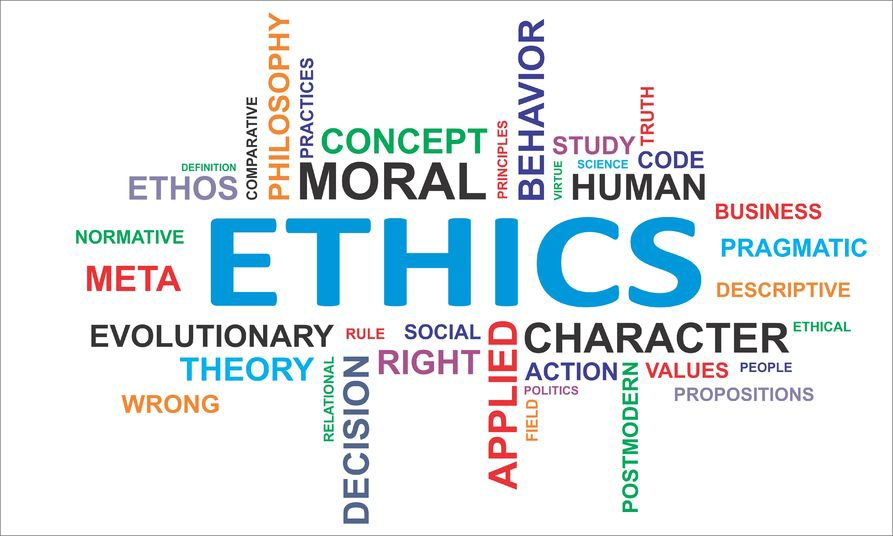 PHILOSOPHY
COMPARATIVE
PRACTICES
BEHAVIOR
TRUTH
CONCEPT
PRINCIPLES
STUDY
DEFINITION
VIRTUE
SCIENCE
CODE
ETHOS
MORAL
HUMAN
BUSINESS
NORMATIVE
ETHICS
PRAGMATIC
META
DESCRIPTIVE
EVOLUTIONARY
RULE
SOCIAL
CHARACTER
ETHICAL
THEORY
RIGHT
APPLIED
ACTION
VALUES
PEOPLE
RELATIONAL
DECISION
POLITICS
PROPOSITIONS
WRONG
FIELD
POSTMODERN